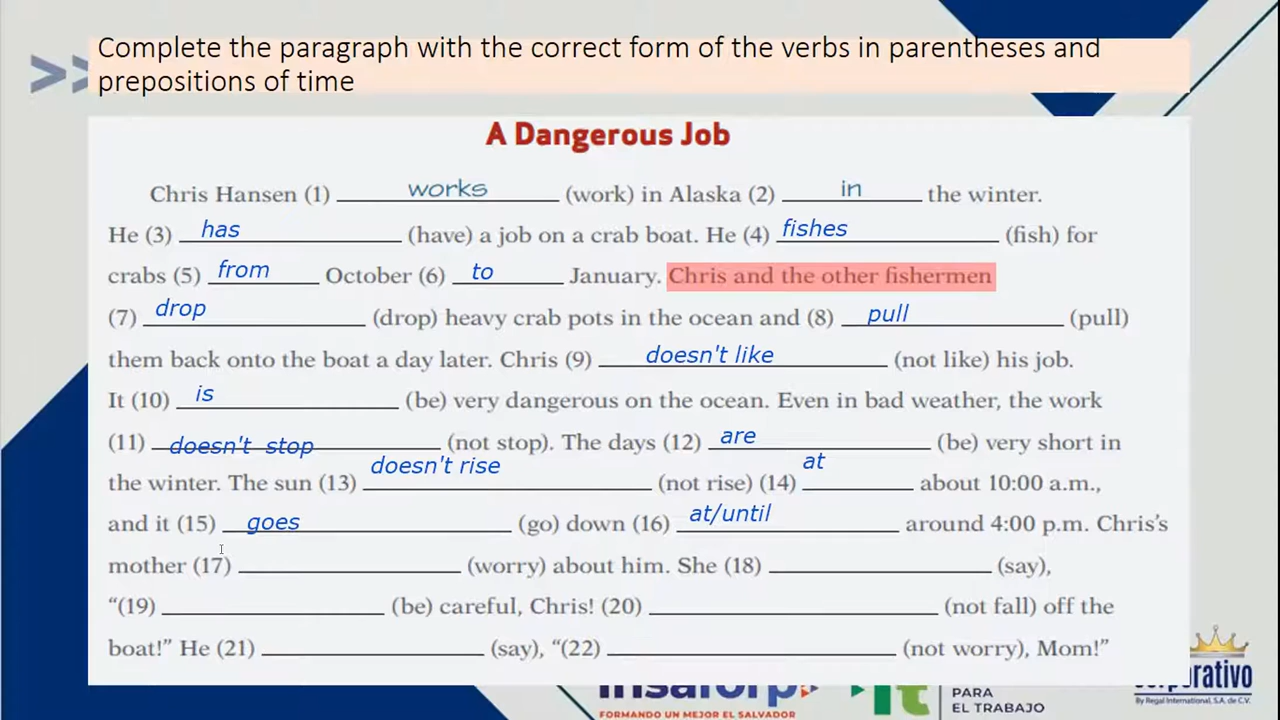 >> Complete the paragraph with the correct form of the verbs in parentheses and
prepositions of time
A Dangerous Job
Chris Hansen (1) works (work) in Alaska (2) in the winter.
He (3) has (have) a job on a crab boat. He (4) fishes (fish) for
crabs (5) from October (6) to January. Chris and the other fishermen
(7) drop (drop) heavy crab pots in the ocean and (8) pull (pull)
them back onto the boat a day later. Chris (9) doesn't like (not like) his job.
It (10) is (be) very dangerous on the ocean. Even in bad weather, the work
(11) doesn't stop (not stop). The days (12) are (be) very short in
the winter. The sun (13) doesn't rise (not rise) (14) at about 10:00 a.m.,
and it (15) goes (go) down (16) at/until around 4:00 p.m. Chris's
mother (17) (worry) about him. She (18) (say),
“(19) (be) careful, Chris! (20) (not fall) off the
boat!” He (21) (say), “(22) (not worry), Mom!”
FORMANDO UN MEJOR EL SALVADOR
PARA
EL TRABAJO
By Regal International, S.A. de C.V.